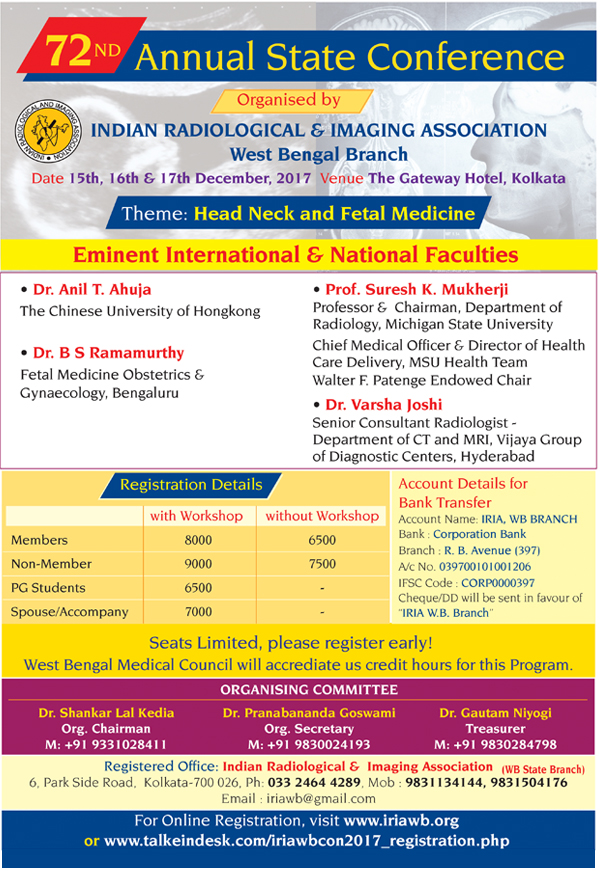 72ND Annual State Conference
Organised by
INDIAN RADIOLOGICAL AND IMAGING ASSOCIATION
INDIAN RADIOLOGICAL & IMAGING ASSOCIATION
West Bengal Branch
Date 15th, 16th & 17th December, 2017 Venue The Gateway Hotel, Kolkata
Theme: Head Neck and Fetal Medicine
Eminent International & National Faculties
• Dr. Anil T. Ahuja
The Chinese University of Hongkong
• Dr. B S Ramamurthy
Fetal Medicine Obstetrics &
Gynaecology, Bengaluru
• Prof. Suresh K. Mukherji
Professor & Chairman, Department of
Radiology, Michigan State University
Chief Medical Officer & Director of Health
Care Delivery, MSU Health Team
Walter F. Patenge Endowed Chair
• Dr. Varsha Joshi
Senior Consultant Radiologist -
Department of CT and MRI, Vijaya Group
of Diagnostic Centers, Hyderabad
Registration Details
with Workshop without Workshop
Members 8000 6500
Non-Member 9000 7500
PG Students 6500 -
Spouse/Accompany 7000 -
Account Details for
Bank Transfer
Account Name: IRIA, WB BRANCH
Bank : Corporation Bank
Branch : R. B. Avenue (397)
A/c No. 039700101001206
IFSC Code : CORP0000397
Cheque/DD will be sent in favour of
"IRIA W.B. Branch"
Seats Limited, please register early!
West Bengal Medical Council will accrediate us credit hours for this Program.
ORGANISING COMMITTEE
Dr. Shankar Lal Kedia Dr. Pranabananda Goswami Dr. Gautam Niyogi
Org. Chairman Org. Secretary Treasurer
M: +91 9331028411 M: +91 9830024193 M: +91 9830284798
Registered Office: Indian Radiological & Imaging Association (WB State Branch)
6, Park Side Road, Kolkata-700 026, Ph: 033 2464 4289, Mob : 9831134144, 9831504176
Email : iriawb@gmail.com
For Online Registration, visit www.iriawb.org
or www.talkeindesk.com/iriawbcon2017_registration.php